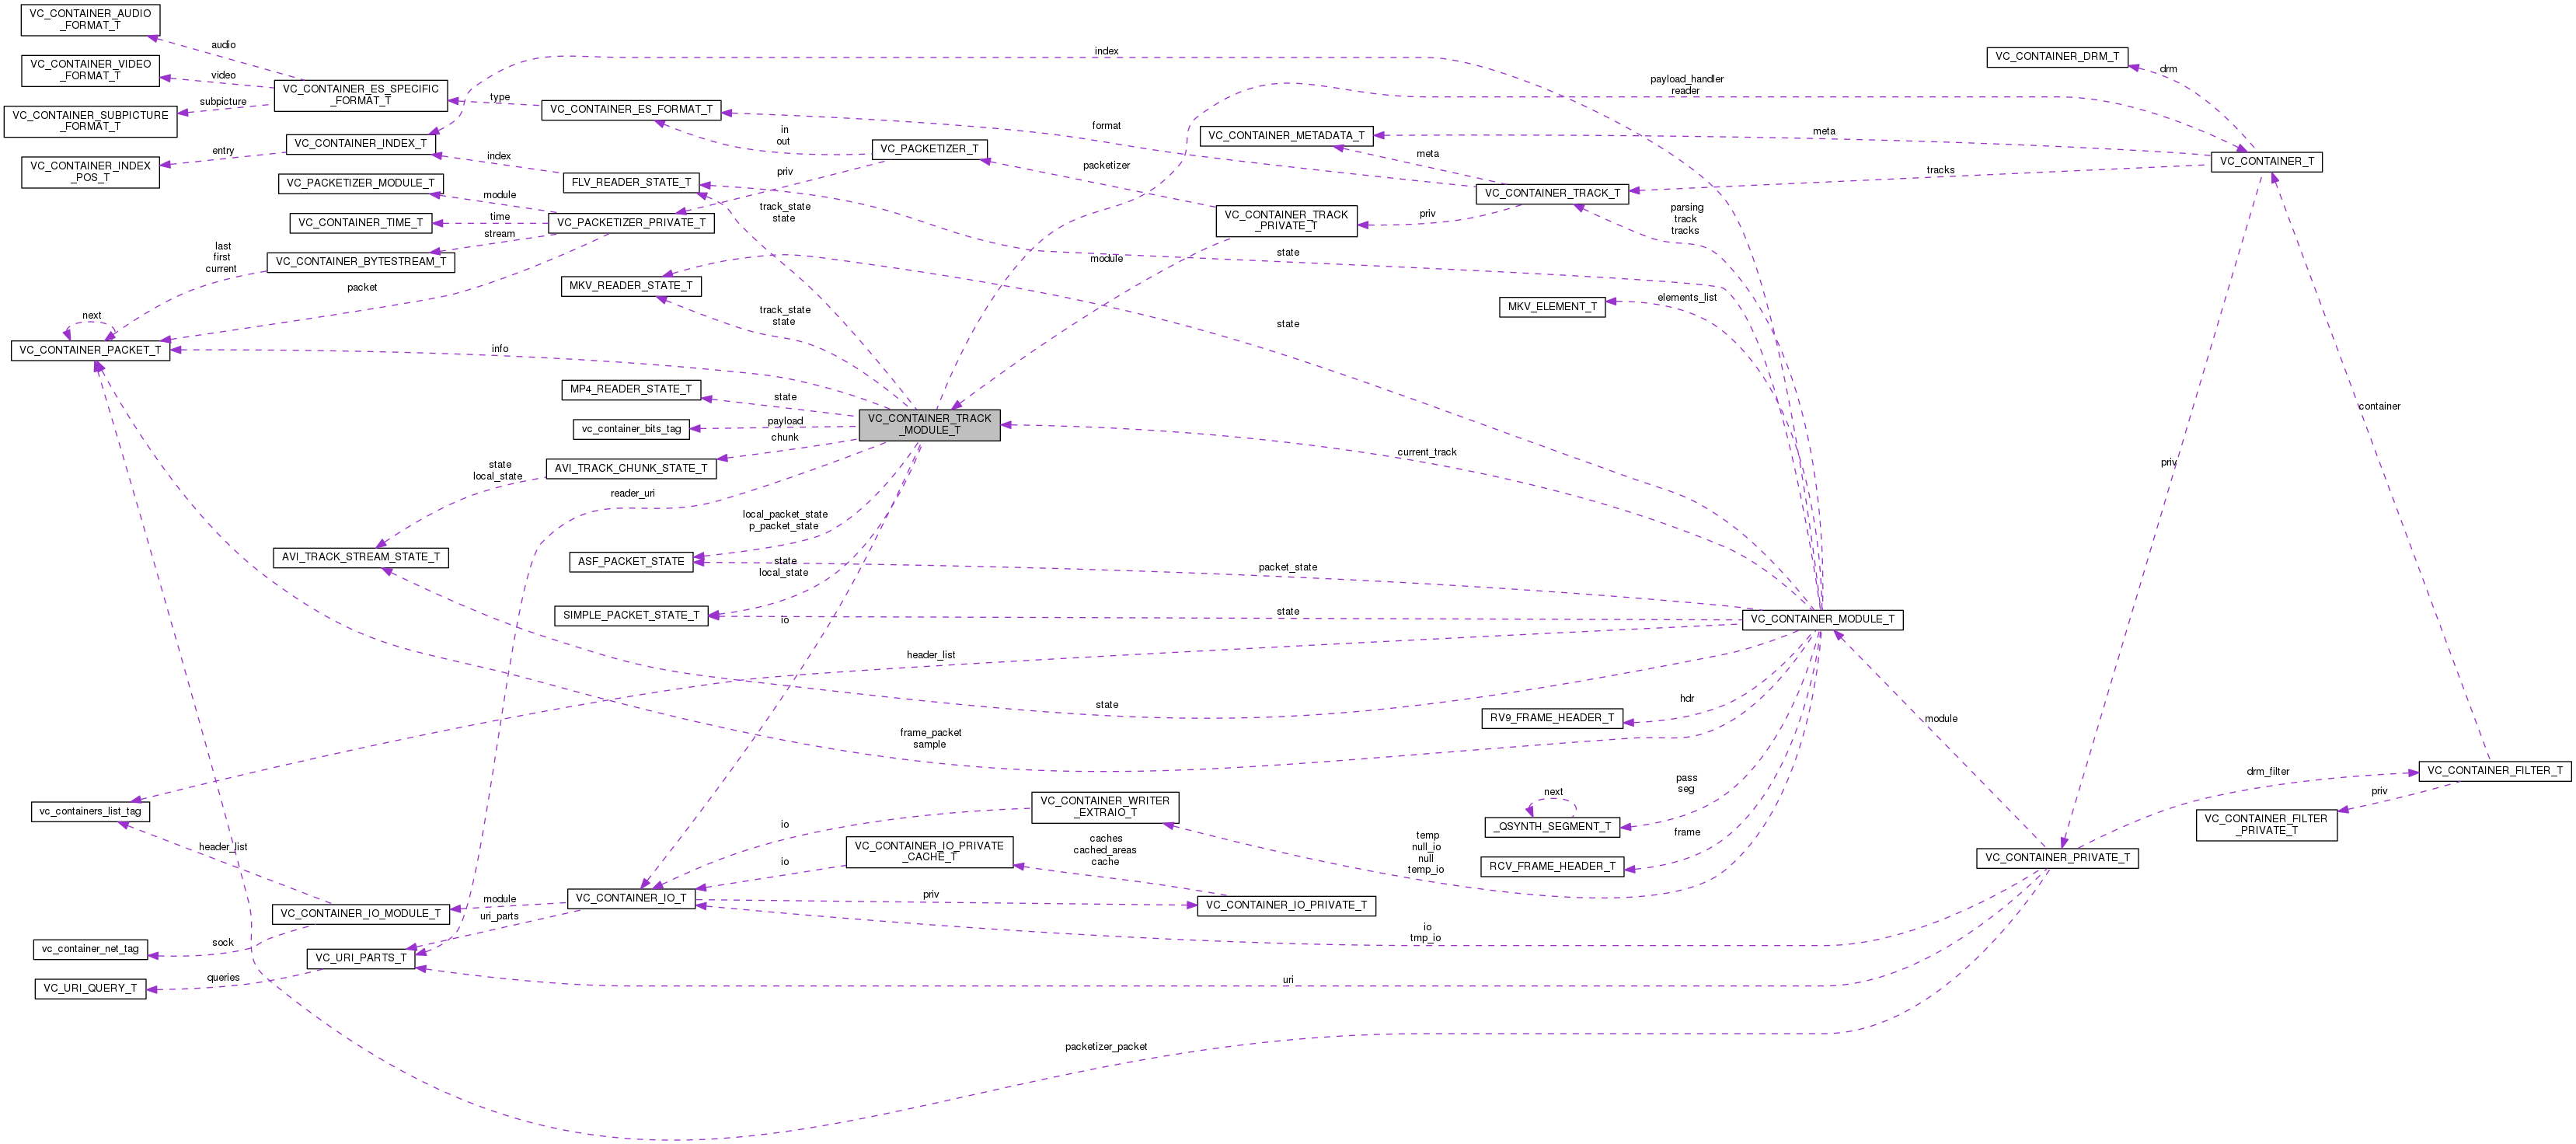 VC_CONTAINER_AUDIO
_FORMAT_T
audio
index
VC_CONTAINER_DRM_T
drm
VC_CONTAINER_VIDEO
_FORMAT_T
video
VC_CONTAINER_ES_SPECIFIC
_FORMAT_T
type
payload_handler
reader
subpicture
VC_CONTAINER_ES_FORMAT_T
VC_CONTAINER_SUBPICTURE
_FORMAT_T
format
in
out
VC_CONTAINER_METADATA_T
meta
VC_CONTAINER_INDEX_T
entry
index
VC_PACKETIZER_T
packetizer
meta
VC_CONTAINER_T
VC_CONTAINER_INDEX
_POS_T
VC_PACKETIZER_MODULE_T
module
FLV_READER_STATE_T
priv
tracks
VC_CONTAINER_TRACK_T
VC_CONTAINER_TIME_T
time
VC_PACKETIZER_PRIVATE_T
track_state
state
VC_CONTAINER_TRACK
_PRIVATE_T
priv
parsing
track
tracks
stream
last
first
current
VC_CONTAINER_BYTESTREAM_T
module
state
packet
MKV_READER_STATE_T
elements_list
MKV_ELEMENT_T
next
track_state
state
state
VC_CONTAINER_PACKET_T
info
MP4_READER_STATE_T
state
container
vc_container_bits_tag
payload
VC_CONTAINER_TRACK
_MODULE_T
chunk
current_track
state
local_state
AVI_TRACK_CHUNK_STATE_T
priv
reader_uri
local_packet_state
p_packet_state
AVI_TRACK_STREAM_STATE_T
ASF_PACKET_STATE
state
local_state
packet_state
SIMPLE_PACKET_STATE_T
io
state
VC_CONTAINER_MODULE_T
header_list
hdr
state
RV9_FRAME_HEADER_T
module
frame_packet
sample
drm_filter
VC_CONTAINER_FILTER_T
pass
seg
priv
next
vc_containers_list_tag
VC_CONTAINER_WRITER
_EXTRAIO_T
io
_QSYNTH_SEGMENT_T
VC_CONTAINER_FILTER
_PRIVATE_T
header_list
VC_CONTAINER_IO_PRIVATE
_CACHE_T
caches
cached_areas
cache
temp
null_io
null
temp_io
frame
io
RCV_FRAME_HEADER_T
VC_CONTAINER_PRIVATE_T
VC_CONTAINER_IO_MODULE_T
module
VC_CONTAINER_IO_T
priv
VC_CONTAINER_IO_PRIVATE_T
uri_parts
io
tmp_io
vc_container_net_tag
sock
VC_URI_PARTS_T
queries
VC_URI_QUERY_T
uri
packetizer_packet